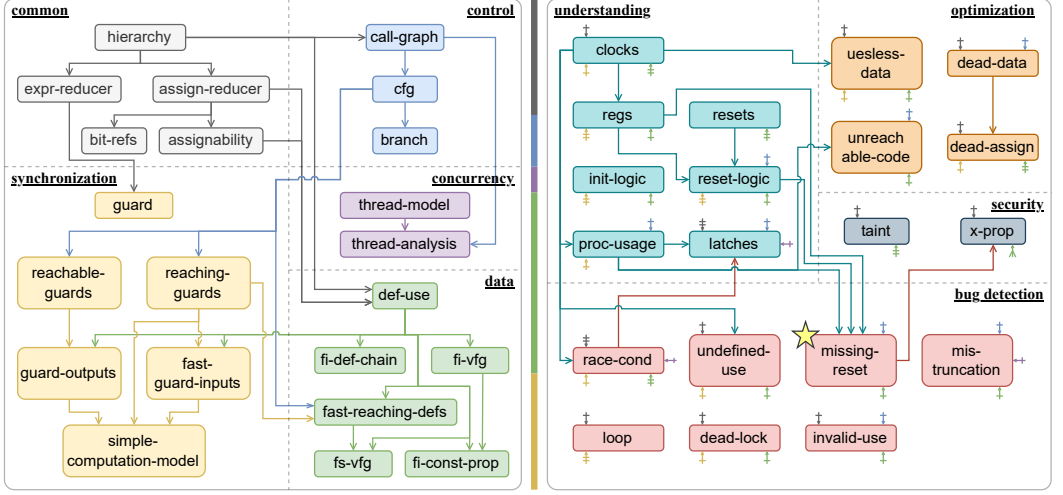 common
control
hierarchy
call-graph
expr-reducer
assign-reducer
cfg
bit-refs
assignability
branch
synchronization
concurrency
guard
thread-model
thread-analysis
reachable-
guards
reaching-
guards
data
def-use
guard-outputs
fast-
guard-inputs
fi-def-chain
fi-vfg
fast-reaching-defs
simple-
computation-model
fs-vfg
fi-const-prop
understanding
optimization
clocks
uesless-
data
dead-data
regs
resets
unreach
able-code
dead-assign
init-logic
reset-logic
security
proc-usage
latches
taint
x-prop
bug detection
race-cond
undefined-
use
missing-
reset
mis-
truncation
loop
dead-lock
invalid-use